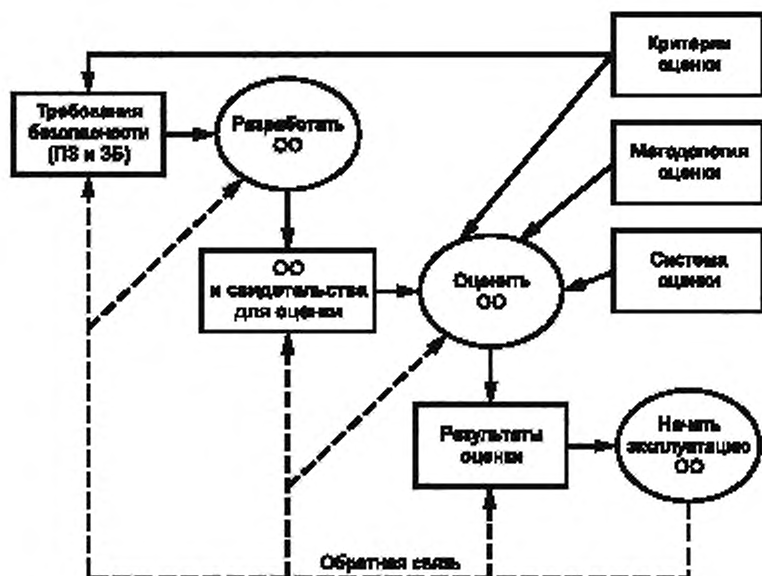 Критерии
оценки
Требования
безопасности
(ПЗ и ЗБ)
Разработать
ОО
Методология
оценки
ОО
и свидетельства
для оценки
Оценить
ОО
Система
оценки
Результаты
оценки
Начать
эксплуатацию
ОО
Обратная связь